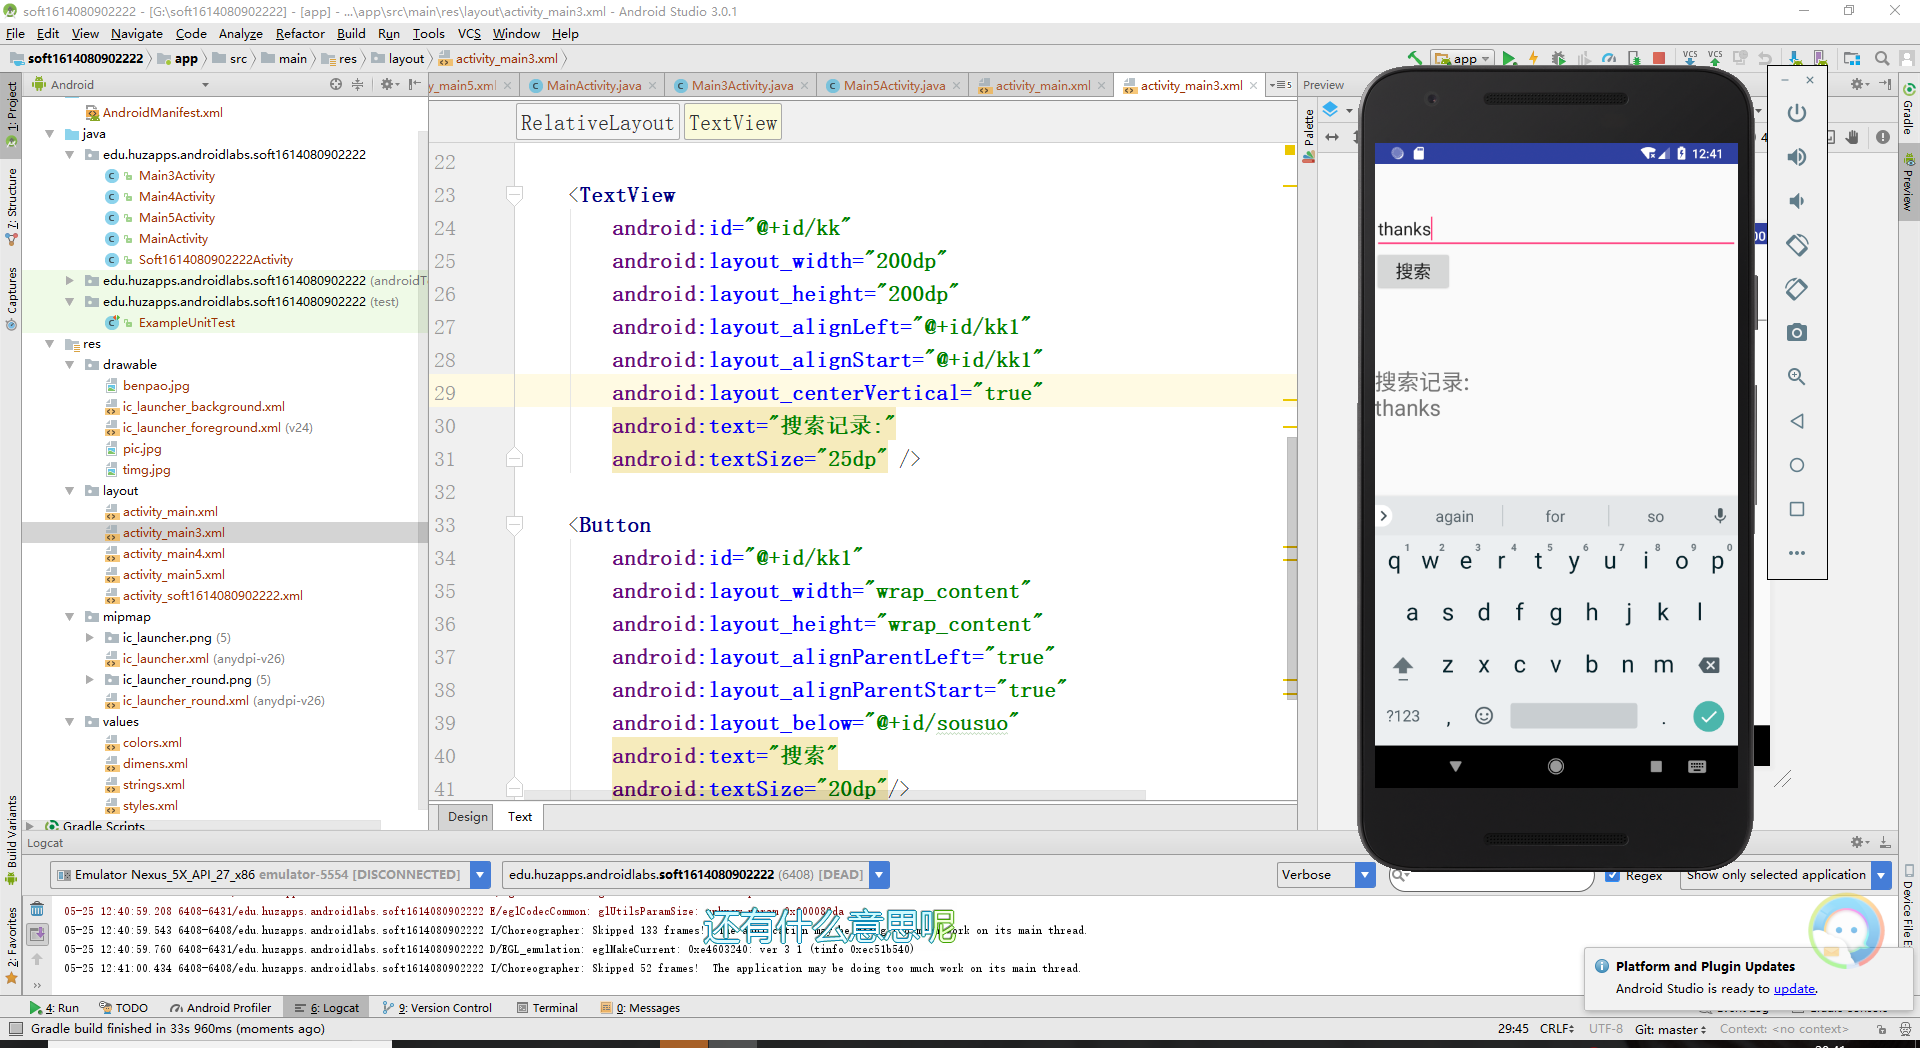 soft1614080902222 - [G:\soft1614080902222] - [app] - ...\app\src\main\res\layout\activity_main3.xml - Android Studio 3.0.1
File Edit View Navigate Code Analyze Refactor Build Run Tools VCS Window Help
soft1614080902222 app src main res layout activity_main3.xml
app
VCS VCS
Android
y_main5.xml MainActivity.java Main3Activity.java Main5Activity.java activity_main.xml activity_main3.xml
Preview
1: Project
7: Structure
Captures
Build Variants
2: Favorites
AndroidManifest.xml
java
edu.huzapps.androidlabs.soft1614080902222
Main3Activity
Main4Activity
Main5Activity
MainActivity
Soft1614080902222Activity
edu.huzapps.androidlabs.soft1614080902222 (androidT
edu.huzapps.androidlabs.soft1614080902222 (test)
ExampleUnitTest
res
drawable
benpao.jpg
ic_launcher_background.xml
ic_launcher_foreground.xml (v24)
pic.jpg
timg.jpg
layout
activity_main.xml
activity_main3.xml
activity_main4.xml
activity_main5.xml
activity_soft1614080902222.xml
mipmap
ic_launcher.png (5)
ic_launcher.xml (anydpi-v26)
ic_launcher_round.png (5)
ic_launcher_round.xml (anydpi-v26)
values
colors.xml
dimens.xml
strings.xml
styles.xml
Gradle Scripts
RelativeLayout TextView
22
23 <TextView
24 android:id="@+id/kk"
25 android:layout_width="200dp"
26 android:layout_height="200dp"
27 android:layout_alignLeft="@+id/kk1"
28 android:layout_alignStart="@+id/kk1"
29 android:layout_centerVertical="true"
30 android:text="搜索记录:"
31 android:textSize="25dp" />
32
33 <Button
34 android:id="@+id/kk1"
35 android:layout_width="wrap_content"
36 android:layout_height="wrap_content"
37 android:layout_alignParentLeft="true"
38 android:layout_alignParentStart="true"
39 android:layout_below="@+id/sousuo"
40 android:text="搜索"
41 android:textSize="20dp"/>
Design Text
Palette
Gradle
Preview
12:41
thanks
搜索
搜索记录:
thanks
again for so
q1 w2 e3 r4 t5 y6 u7 i8 o9 p0
a s d f g h j k l
z x c v b n m
?123 , .
Logcat
Emulator Nexus_5X_API_27_x86 emulator-5554 [DISCONNECTED]
edu.huzapps.androidlabs.soft1614080902222 (6408) [DEAD]
Verbose
Regex
Show only selected application
05-25 12:40:59.208 6408-6431/edu.huzapps.androidlabs.soft1614080902222 E/eglCodecCommon: glUtilsParamSize:
05-25 12:40:59.543 6408-6408/edu.huzapps.androidlabs.soft1614080902222 I/Choreographer: Skipped 133 frames! work on its main thread.
还有什么意思呢
05-25 12:40:59.760 6408-6431/edu.huzapps.androidlabs.soft1614080902222 D/EGL_emulation: eglMakeCurrent: 0xe4603240: ver 3 1 (tinfo 0xec51b540)
05-25 12:41:00.434 6408-6408/edu.huzapps.androidlabs.soft1614080902222 I/Choreographer: Skipped 52 frames! The application may be doing too much work on its main thread.
Platform and Plugin Updates
Android Studio is ready to update.
4: Run TODO Android Profiler 6: Logcat 9: Version Control Terminal 0: Messages
Gradle build finished in 33s 960ms (moments ago)
29:45 CRLF UTF-8 Git: master Context: <no context>